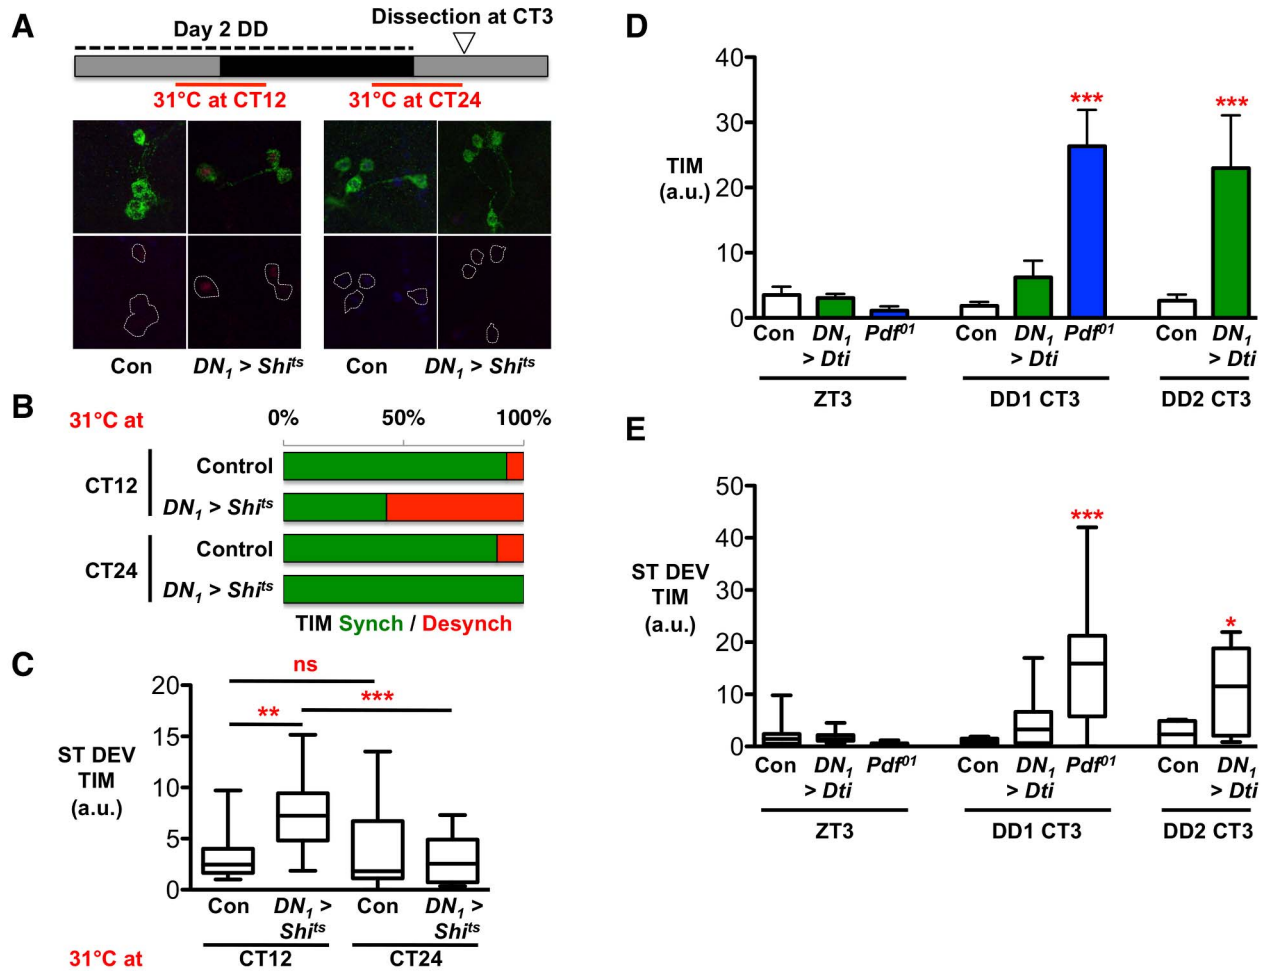 A
Dissection at CT3
Day 2 DD
31°C at CT12
31°C at CT24
Con
DN1 > Shits
Con
DN1 > Shits
B
31°C at
0%
50%
100%
CT12
Control
DN1 > Shits
CT24
Control
DN1 > Shits
TIM Synch / Desynch
C
ns
**
***
20
15
10
5
0
ST DEV
TIM
(a.u.)
Con
DN1 >
Shits
Con
DN1 >
Shits
31°C at
CT12
CT24
D
40
30
20
10
0
TIM
(a.u.)
***
***
Con
DN1
> Dti
Pdf01
Con
DN1
> Dti
Pdf01
Con
DN1
> Dti
ZT3
DD1 CT3
DD2 CT3
E
50
40
30
20
10
0
ST DEV
TIM
(a.u.)
***
*
Con
DN1
> Dti
Pdf01
Con
DN1
> Dti
Pdf01
Con
DN1
> Dti
ZT3
DD1 CT3
DD2 CT3